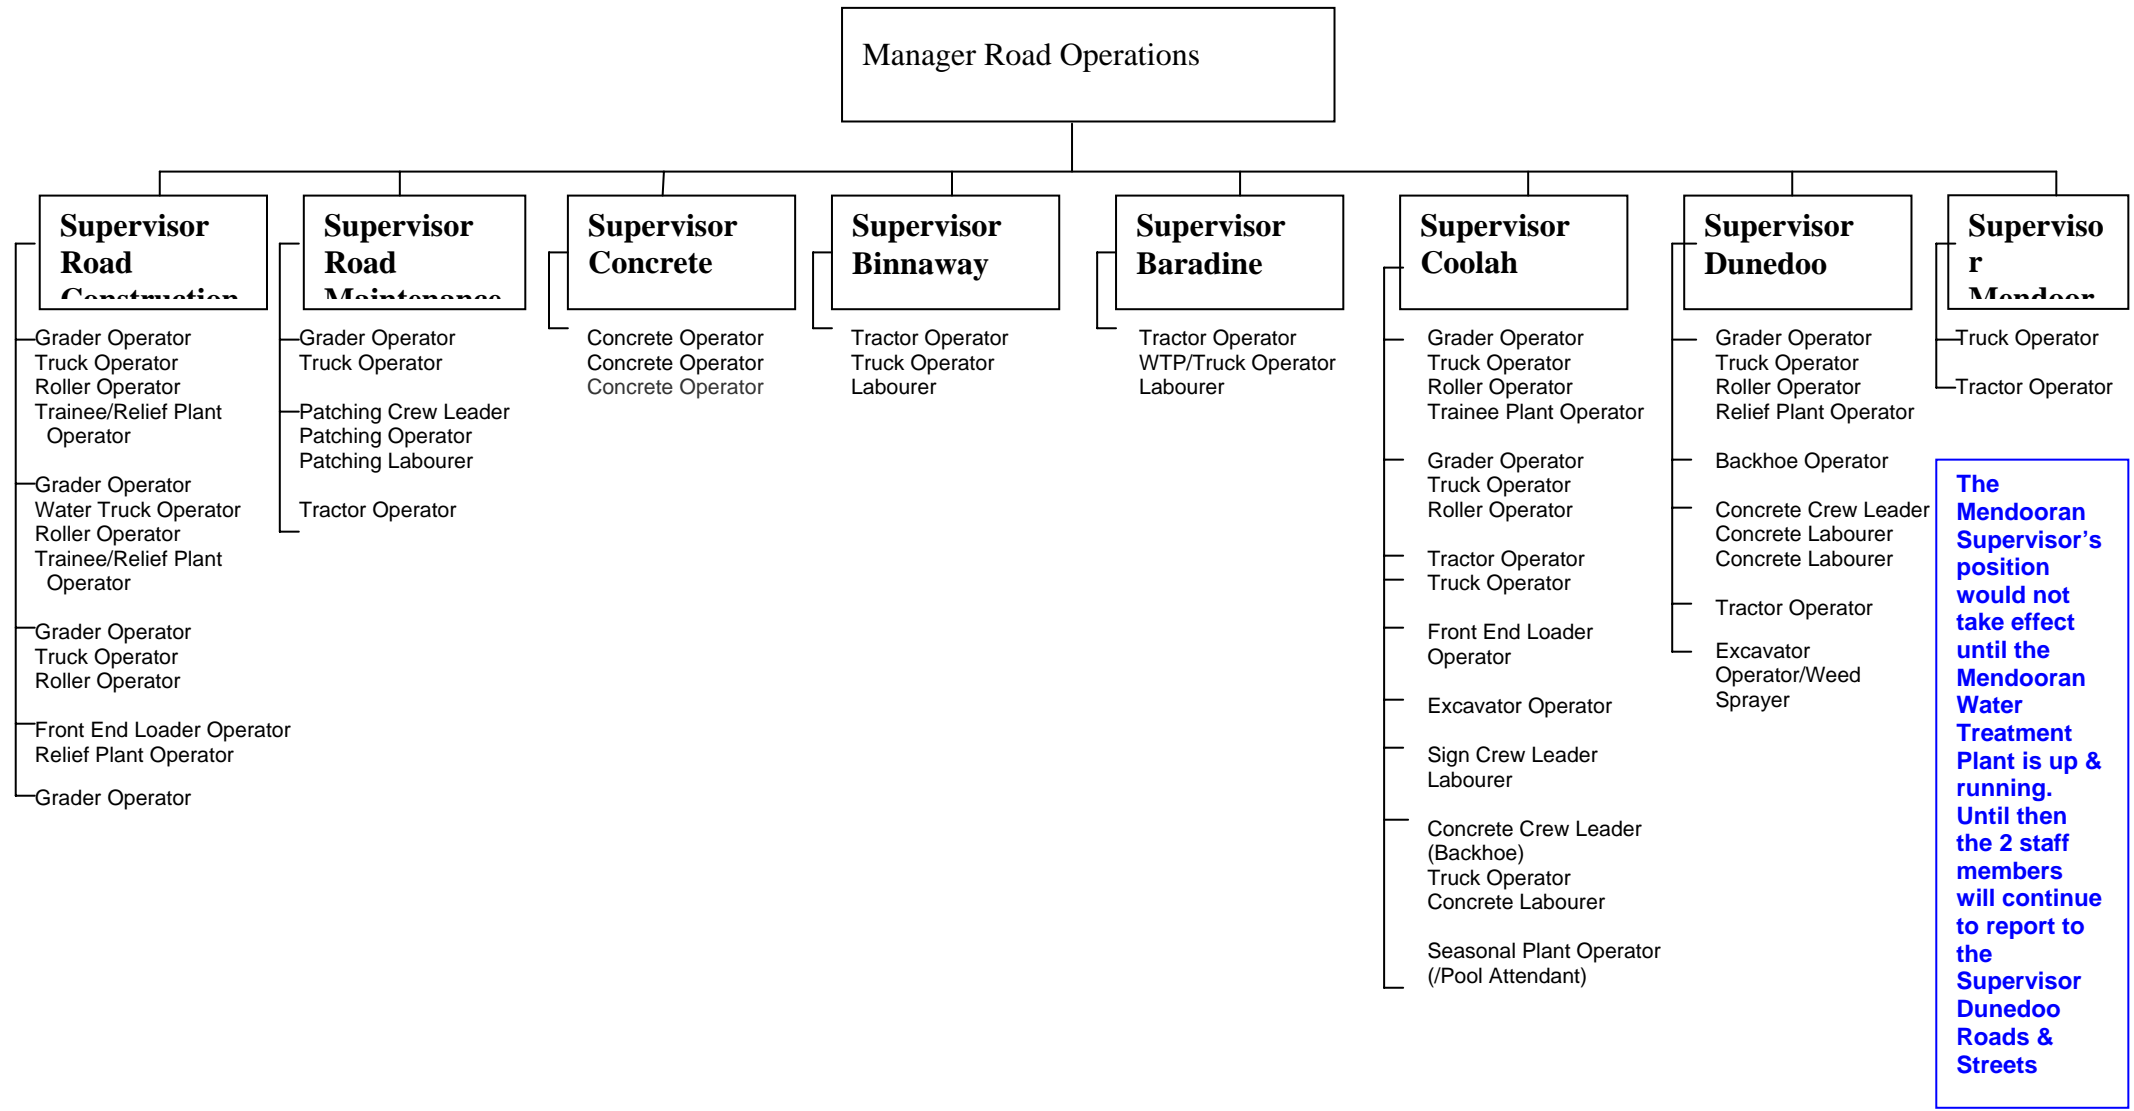 Manager Road Operations
Supervisor
Road
Construction
Grader Operator
Truck Operator
Roller Operator
Trainee/Relief Plant
Operator
Grader Operator
Water Truck Operator
Roller Operator
Trainee/Relief Plant
Operator
Grader Operator
Truck Operator
Roller Operator
Front End Loader Operator
Relief Plant Operator
Grader Operator
Supervisor
Road
Maintenance
Grader Operator
Truck Operator
Patching Crew Leader
Patching Operator
Patching Labourer
Tractor Operator
Supervisor
Concrete
Concrete Operator
Concrete Operator
Concrete Operator
Supervisor
Binnaway
Tractor Operator
Truck Operator
Labourer
Supervisor
Baradine
Tractor Operator
WTP/Truck Operator
Labourer
Supervisor
Coolah
Grader Operator
Truck Operator
Roller Operator
Trainee Plant Operator
Grader Operator
Truck Operator
Roller Operator
Tractor Operator
Truck Operator
Front End Loader
Operator
Excavator Operator
Sign Crew Leader
Labourer
Concrete Crew Leader
(Backhoe)
Truck Operator
Concrete Labourer
Seasonal Plant Operator
(/Pool Attendant)
Supervisor
Dunedoo
Grader Operator
Truck Operator
Roller Operator
Relief Plant Operator
Backhoe Operator
Concrete Crew Leader
Concrete Labourer
Concrete Labourer
Tractor Operator
Excavator
Operator/Weed
Sprayer
Superviso
r
Mendoor
Truck Operator
Tractor Operator
The
Mendooran
Supervisor’s
position
would not
take effect
until the
Mendooran
Water
Treatment
Plant is up &
running.
Until then
the 2 staff
members
will continue
to report to
the
Supervisor
Dunedoo
Roads &
Streets